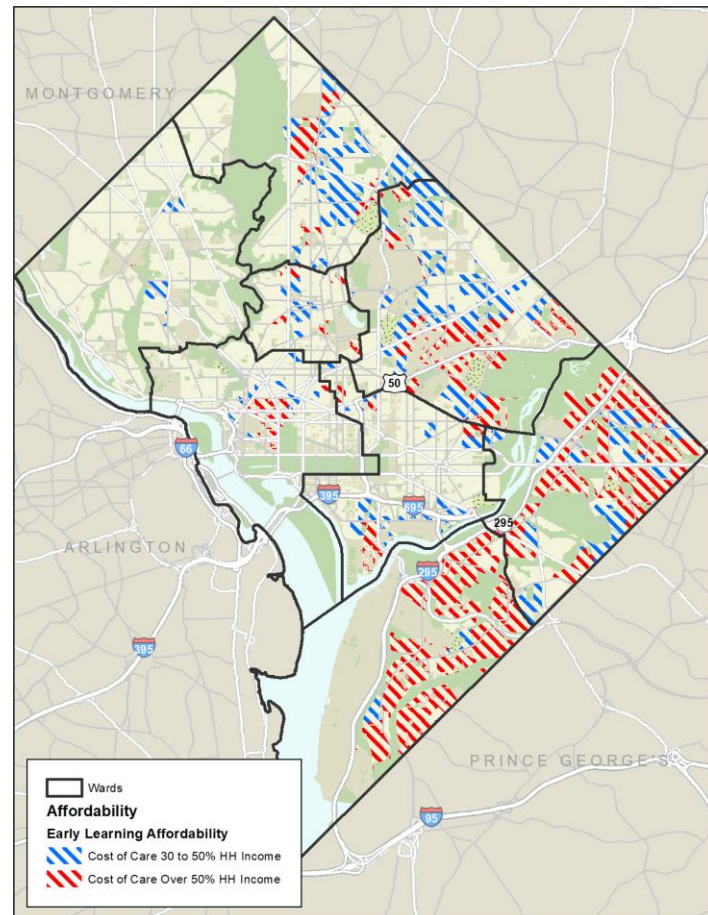 MONTGOMERY
50
66
395
695
ARLINGTON
295
295
395
PRINCE GEORGE'S
95
Wards
Affordability
Early Learning Affordability
Cost of Care 30 to 50% HH Income
Cost of Care Over 50% HH Income